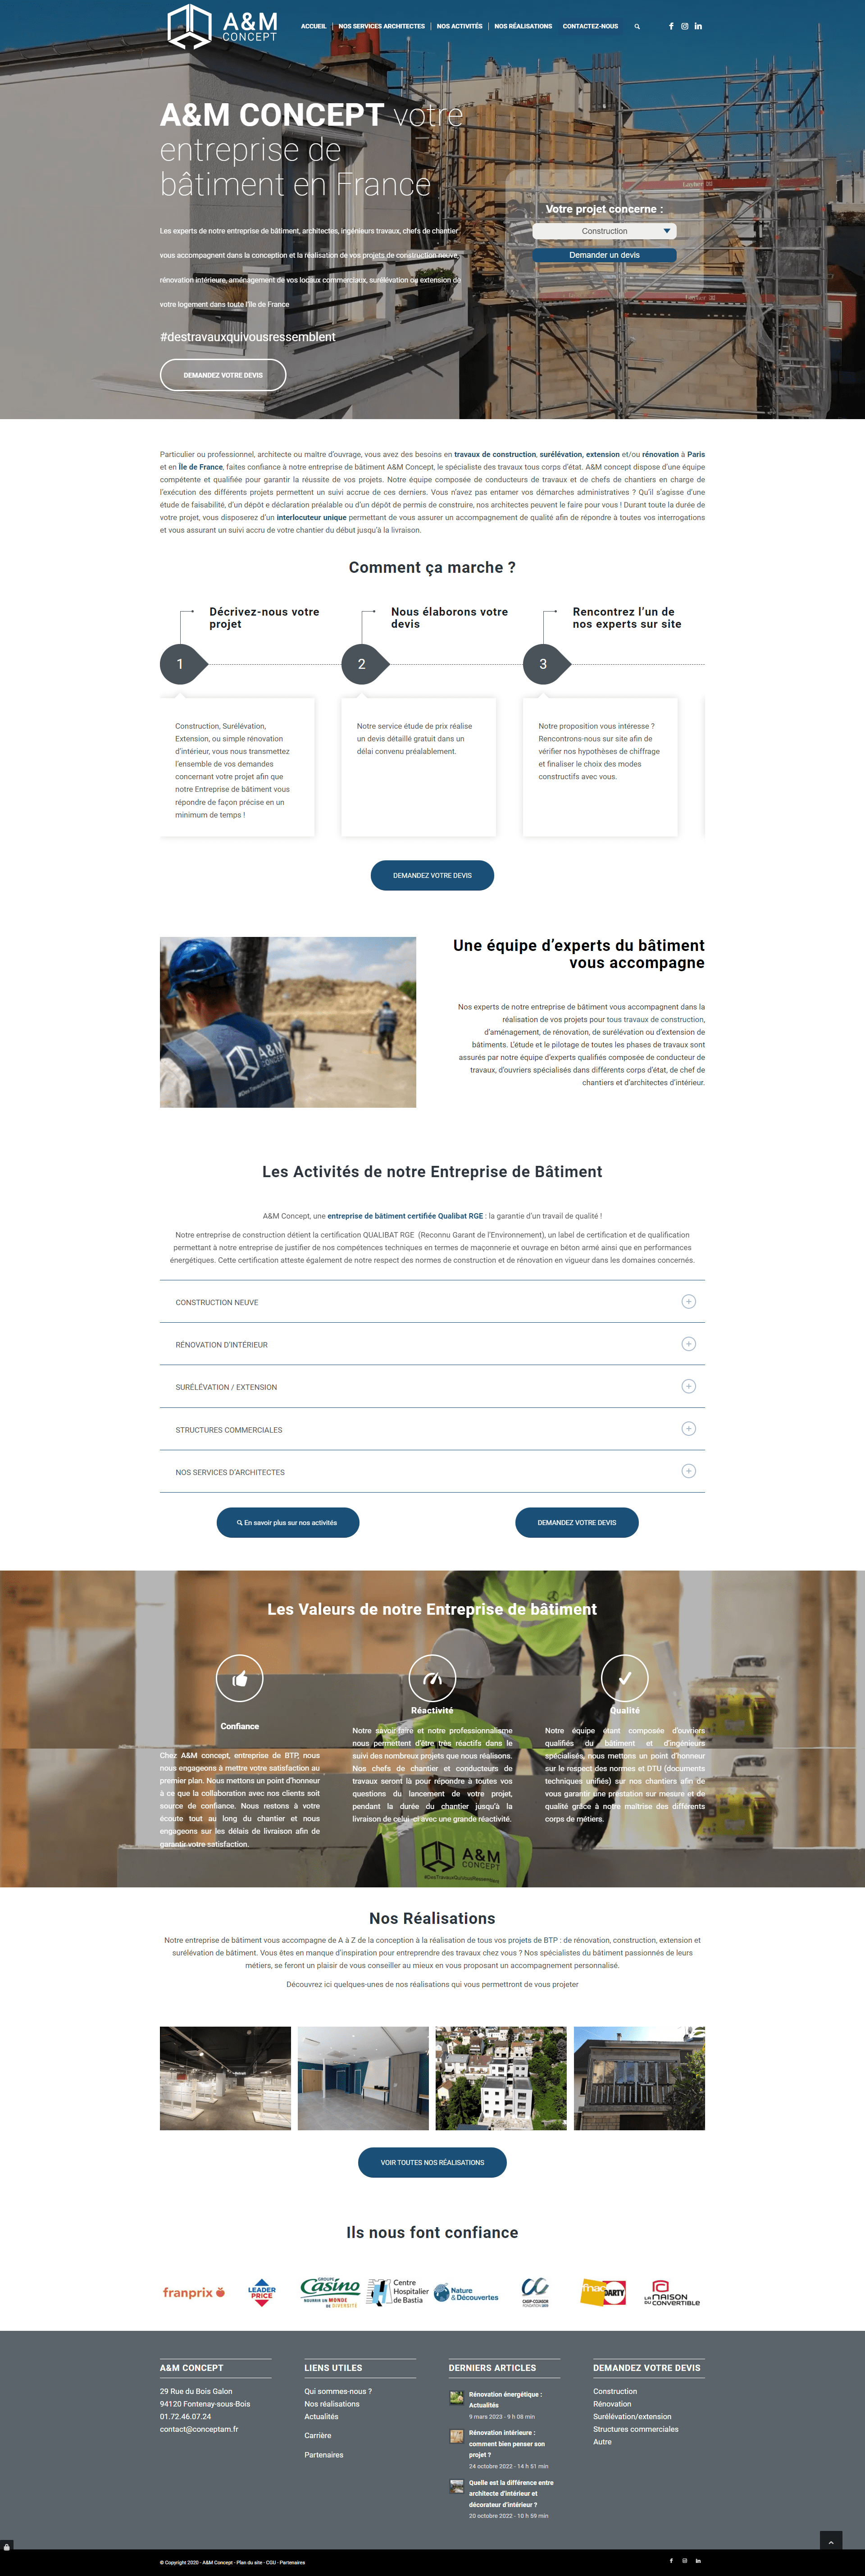 A&M
CONCEPT
ACCUEIL
NOS SERVICES ARCHITECTES
NOS ACTIVITÉS
NOS RÉALISATIONS
CONTACTEZ-NOUS
A&M CONCEPT votre
entreprise de
bâtiment en France
Les experts de notre entreprise de bâtiment, architectes, ingénieurs travaux, chefs de chantier
vous accompagnent dans la conception et la réalisation de vos projets de construction neuve,
rénovation intérieure, aménagement de vos locaux commerciaux, surélévation ou extension de
votre logement dans toute l'île de France
#destravauxquivousressemblent
DEMANDEZ VOTRE DEVIS
Votre projet concerne :
Construction
Demander un devis
Particulier ou professionnel, architecte ou maître d'ouvrage, vous avez des besoins en travaux de construction, surélévation, extension et/ou rénovation à Paris
et en Île de France, faites confiance à notre entreprise de bâtiment A&M Concept, le spécialiste des travaux tous corps d'état. A&M concept dispose d'une équipe
compétente et qualifiée pour garantir la réussite de vos projets. Notre équipe composée de conducteurs de travaux et de chefs de chantiers en charge de
l'exécution des différents projets permettent un suivi accrue de ces derniers. Vous n'avez pas entamer vos démarches administratives ? Qu'il s'agisse d'une
étude de faisabilité, d'un dépôt e déclaration préalable ou d'un dépôt de permis de construire, nos architectes peuvent le faire pour vous ! Durant toute la durée de
votre projet, vous disposerez d'un interlocuteur unique permettant de vous assurer un accompagnement de qualité afin de répondre à toutes vos interrogations
et vous assurant un suivi accru de votre chantier du début jusqu'à la livraison.
Comment ça marche ?
Décrivez-nous votre
projet
1
Construction, Surélévation,
Extension, ou simple rénovation
d'intérieur, vous nous transmettez
l'ensemble de vos demandes
concernant votre projet afin que
notre Entreprise de bâtiment vous
répondre de façon précise en un
minimum de temps !
Nous élaborons votre
devis
2
Notre service étude de prix réalise
un devis détaillé gratuit dans un
délai convenu préalablement.
Rencontrez l'un de
nos experts sur site
3
Notre proposition vous intéresse ?
Rencontrons-nous sur site afin de
vérifier nos hypothèses de chiffrage
et finaliser le choix des modes
constructifs avec vous.
DEMANDEZ VOTRE DEVIS
A&M
CONCEPT
Une équipe d'experts du bâtiment
vous accompagne
Nos experts de notre entreprise de bâtiment vous accompagnent dans la
réalisation de vos projets pour tous travaux de construction,
d'aménagement, de rénovation, de surélévation ou d'extension de
bâtiments. L'étude et le pilotage de toutes les phases de travaux sont
assurés par notre équipe d'experts qualifiés composée de conducteur de
travaux, d'ouvriers spécialisés dans différents corps d'état, de chef de
chantiers et d'architectes d'intérieur.
Les Activités de notre Entreprise de Bâtiment
A&M Concept, une entreprise de bâtiment certifiée Qualibat RGE : la garantie d'un travail de qualité !
Notre entreprise de construction détient la certification QUALIBAT RGE (Reconnu Garant de l'Environnement), un label de certification et de qualification
permettant à notre entreprise de justifier de nos compétences techniques en termes de maçonnerie et ouvrage en béton armé ainsi que en performances
énergétiques. Cette certification atteste également de notre respect des normes de construction et de rénovation en vigueur dans les domaines concernés.
CONSTRUCTION NEUVE
RÉNOVATION D'INTÉRIEUR
SURÉLÉVATION / EXTENSION
STRUCTURES COMMERCIALES
NOS SERVICES D'ARCHITECTES
En savoir plus sur nos activités
DEMANDEZ VOTRE DEVIS
Les Valeurs de notre Entreprise de bâtiment
Confiance
Chez A&M concept, entreprise de BTP, nous
nous engageons à mettre votre satisfaction au
premier plan. Nous mettons un point d'honneur
à ce que la collaboration avec nos clients soit
source de confiance. Nous restons à votre
écoute tout au long du chantier et nous
engageons sur les délais de livraison afin de
garantir votre satisfaction.
Réactivité
Notre savoir-faire et notre professionnalisme
nous permettent d'être très réactifs dans le
suivi des nombreux projets que nous réalisons.
Nos chefs de chantier et conducteurs de
travaux seront là pour répondre à toutes vos
questions du lancement de votre projet,
pendant la durée du chantier jusqu'à la
livraison de celui-ci avec une grande réactivité.
Qualité
Notre équipe étant composée d'ouvriers
qualifiés du bâtiment et d'ingénieurs
spécialisés, nous mettons un point d'honneur
sur le respect des normes et DTU (documents
techniques unifiés) sur nos chantiers afin de
vous garantir une prestation sur mesure et de
qualité grâce à notre maîtrise des différents
corps de métiers.
A&M
CONCEPT
Nos Réalisations
Notre entreprise de bâtiment vous accompagne de A à Z de la conception à la réalisation de tous vos projets de BTP : de rénovation, construction, extension et
surélévation de bâtiment. Vous êtes en manque d'inspiration pour entreprendre des travaux chez vous ? Nos spécialistes du bâtiment passionnés de leurs
métiers, se feront un plaisir de vous conseiller au mieux en vous proposant un accompagnement personnalisé.
Découvrez ici quelques-unes de nos réalisations qui vous permettront de vous projeter
VOIR TOUTES NOS RÉALISATIONS
Ils nous font confiance
franprix
LEADER
PRICE
GROUPE
Casino
NOURRIR UN MONDE
DE DIVERSITÉ
Centre
Hospitalier
de Bastia
Nature
& Découvertes
CASIP-COJASOR
fnac
DARTY
LA MAISON
DU CONVERTIBLE
A&M CONCEPT
29 Rue du Bois Galon
94120 Fontenay-sous-Bois
01.72.46.07.24
contact@conceptam.fr
LIENS UTILES
Qui sommes-nous ?
Nos réalisations
Actualités
Carrière
Partenaires
DERNIERS ARTICLES
Rénovation énergétique :
Actualités
9 mars 2023 - 9 h 08 min
Rénovation intérieure :
comment bien penser son
projet ?
24 octobre 2022 - 14 h 51 min
Quelle est la différence entre
architecte d'intérieur et
décorateur d'intérieur ?
20 octobre 2022 - 10 h 59 min
DEMANDEZ VOTRE DEVIS
Construction
Rénovation
Surélévation/extension
Structures commerciales
Autre
© Copyright 2020 - A&M Concept - Plan du site - CGU - Partenaires